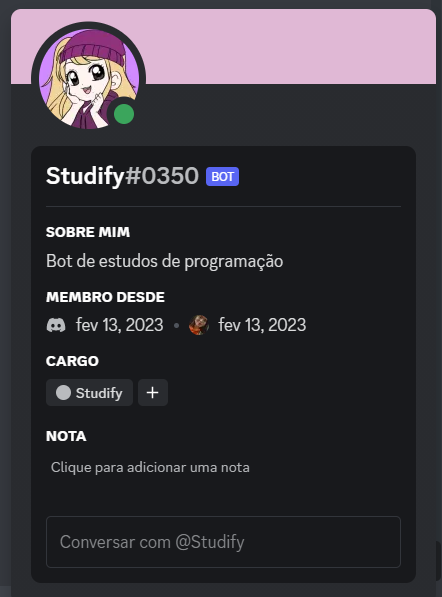 Studify#0350 BOT
SOBRE MIM
Bot de estudos de programação
MEMBRO DESDE
fev 13, 2023 • fev 13, 2023
CARGO
Studify +
NOTA
Clique para adicionar uma nota
Conversar com @Studify